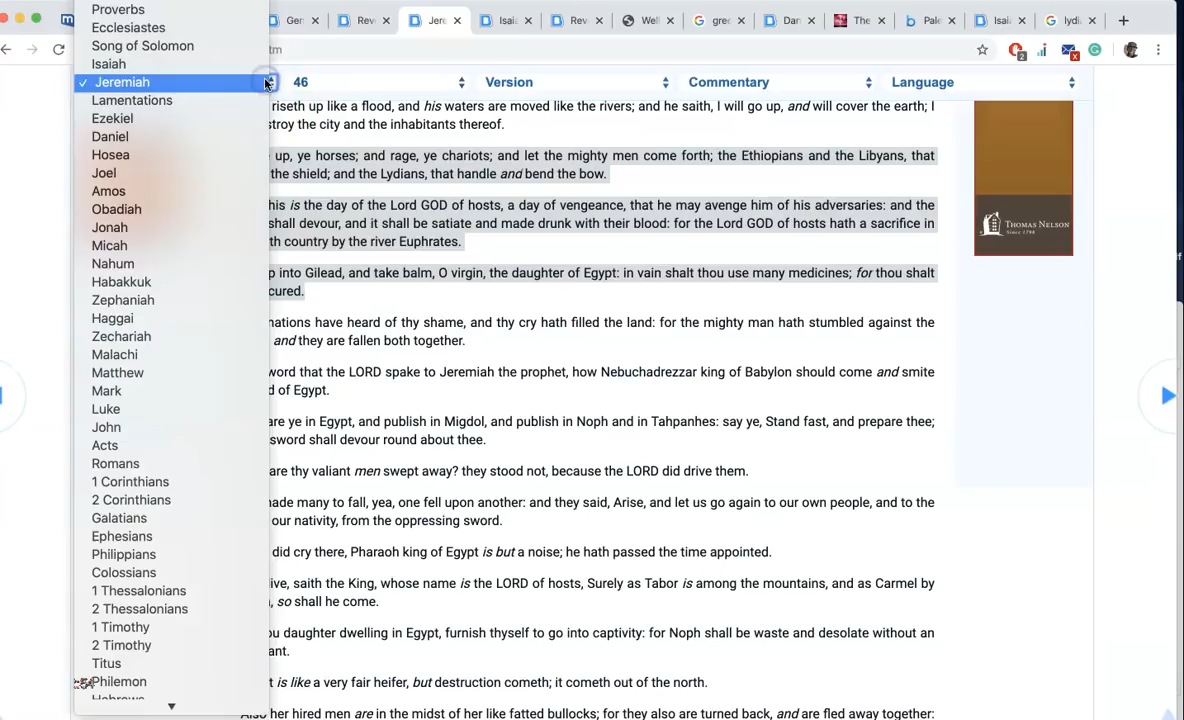 Gen
Rev
Jere
Isaia
Rev
Well
gree
Dan
The
Pale
Isai
lydi
tm
2
Proverbs
Ecclesiastes
Song of Solomon
Isaiah
✓ Jeremiah
Lamentations
Ezekiel
Daniel
Hosea
Joel
Amos
Obadiah
Jonah
Micah
Nahum
Habakkuk
Zephaniah
Haggai
Zechariah
Malachi
Matthew
Mark
Luke
John
Acts
Romans
1 Corinthians
2 Corinthians
Galatians
Ephesians
Philippians
Colossians
1 Thessalonians
2 Thessalonians
1 Timothy
2 Timothy
Titus
Philemon
Hebrews
46 Version Commentary Language
riseth up like a flood, and his waters are moved like the rivers; and he saith, I will go up, and will cover the earth; I
stroy the city and the inhabitants thereof.
up, ye horses; and rage, ye chariots; and let the mighty men come forth; the Ethiopians and the Libyans, that
the shield; and the Lydians, that handle and bend the bow.
his is the day of the Lord GOD of hosts, a day of vengeance, that he may avenge him of his adversaries: and the
shall devour, and it shall be satiate and made drunk with their blood: for the Lord GOD of hosts hath a sacrifice in
th country by the river Euphrates.
p into Gilead, and take balm, O virgin, the daughter of Egypt: in vain shalt thou use many medicines; for thou shalt
cured.
nations have heard of thy shame, and thy cry hath filled the land: for the mighty man hath stumbled against the
and they are fallen both together.
word that the LORD spake to Jeremiah the prophet, how Nebuchadrezzar king of Babylon should come and smite
d of Egypt.
are ye in Egypt, and publish in Migdol, and publish in Noph and in Tahpanhes: say ye, Stand fast, and prepare thee;
sword shall devour round about thee.
are thy valiant men swept away? they stood not, because the LORD did drive them.
made many to fall, yea, one fell upon another: and they said, Arise, and let us go again to our own people, and to the
our nativity, from the oppressing sword.
did cry there, Pharaoh king of Egypt is but a noise; he hath passed the time appointed.
ive, saith the King, whose name is the LORD of hosts, Surely as Tabor is among the mountains, and as Carmel by
, so shall he come.
ou daughter dwelling in Egypt, furnish thyself to go into captivity: for Noph shall be waste and desolate without an
ant.
t is like a very fair heifer, but destruction cometh; it cometh out of the north.
Also her hired men are in the midst of her like fatted bullocks; for they also are turned back, and are fled away together:
THOMAS NELSON
Since 1798